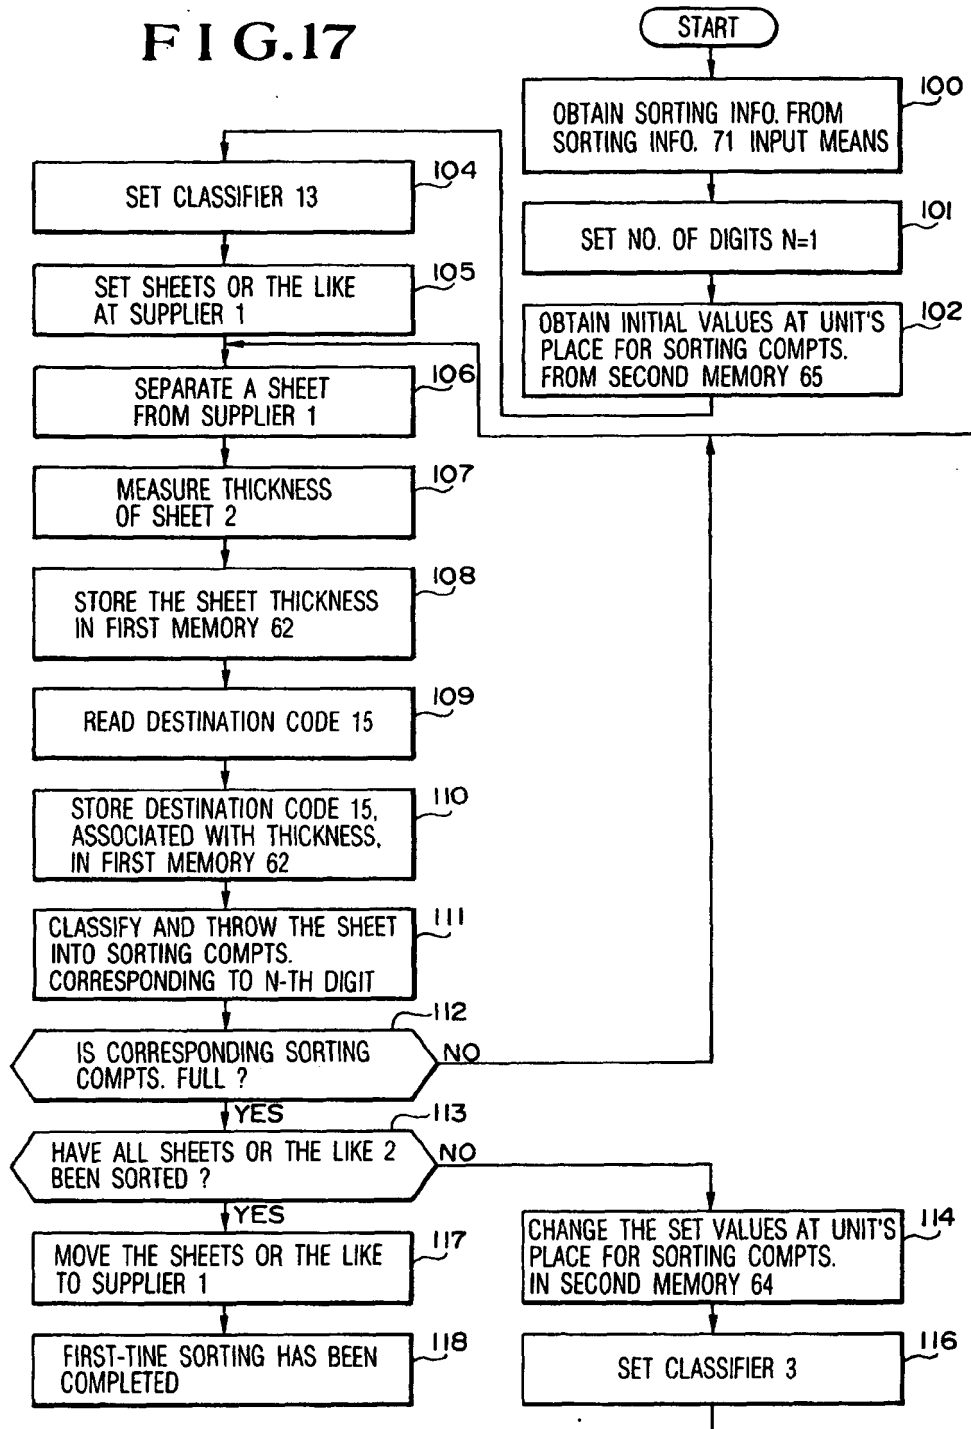 FIG.17
START
100
OBTAIN SORTING INFO. FROM
SORTING INFO. 71 INPUT MEANS
101
SET NO. OF DIGITS N=1
102
OBTAIN INITIAL VALUES AT UNIT'S
PLACE FOR SORTING COMPTS.
FROM SECOND MEMORY 65
104
SET CLASSIFIER 13
105
SET SHEETS OR THE LIKE
AT SUPPLIER 1
106
SEPARATE A SHEET
FROM SUPPLIER 1
107
MEASURE THICKNESS
OF SHEET 2
108
STORE THE SHEET THICKNESS
IN FIRST MEMORY 62
109
READ DESTINATION CODE 15
110
STORE DESTINATION CODE 15,
ASSOCIATED WITH THICKNESS,
IN FIRST MEMORY 62
111
CLASSIFY AND THROW THE SHEET
INTO SORTING COMPTS.
CORRESPONDING TO N-TH DIGIT
112
IS CORRESPONDING SORTING
COMPTS. FULL ?
NO
YES
113
HAVE ALL SHEETS OR THE LIKE 2
BEEN SORTED ?
NO
YES
114
CHANGE THE SET VALUES AT UNIT'S
PLACE FOR SORTING COMPTS.
IN SECOND MEMORY 64
117
MOVE THE SHEETS OR THE LIKE
TO SUPPLIER 1
116
SET CLASSIFIER 3
118
FIRST-TINE SORTING HAS BEEN
COMPLETED